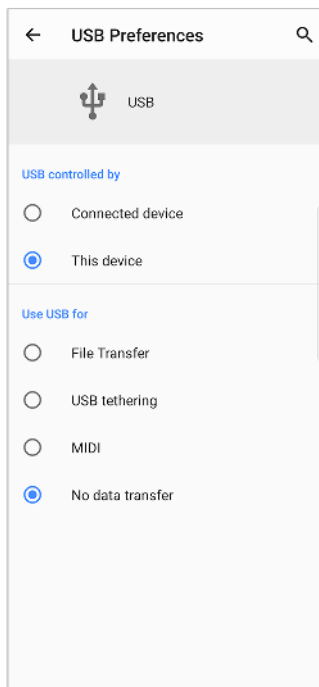 USB Preferences
USB
USB controlled by
Connected device
This device
Use USB for
File Transfer
USB tethering
MIDI
No data transfer